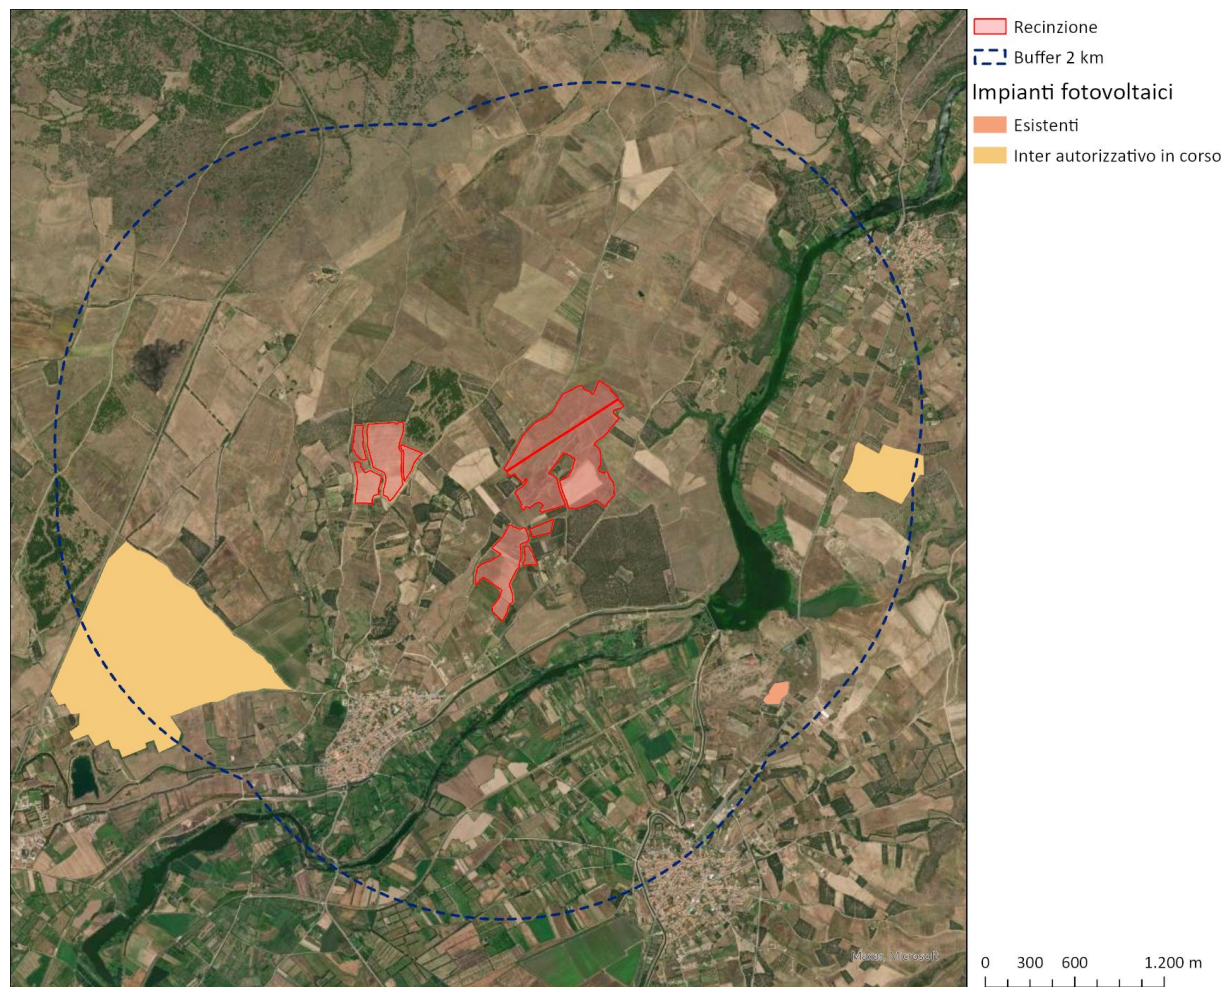 Recinzione
Buffer 2 km
Impianti fotovoltaici
Esistenti
Inter autorizzativo in corso
Maxar, Microsoft
0 300 600 1.200 m